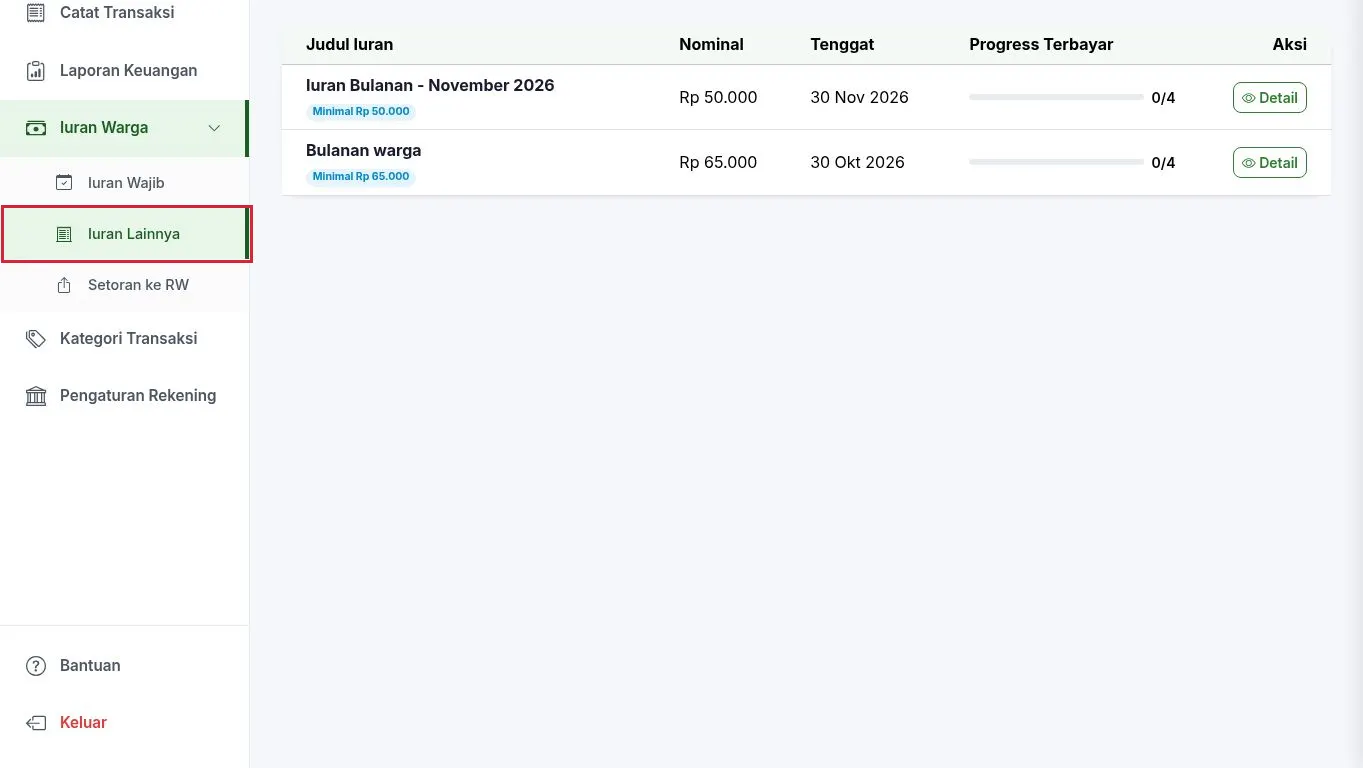 Catat Transaksi
Laporan Keuangan
Iuran Warga
Iuran Wajib
Iuran Lainnya
Setoran ke RW
Kategori Transaksi
Pengaturan Rekening
Bantuan
Keluar
Judul Iuran Nominal Tenggat Progress Terbayar Aksi
Iuran Bulanan - November 2026
Minimal Rp 50.000
Rp 50.000 30 Nov 2026 0/4 Detail
Bulanan warga
Minimal Rp 65.000
Rp 65.000 30 Okt 2026 0/4 Detail